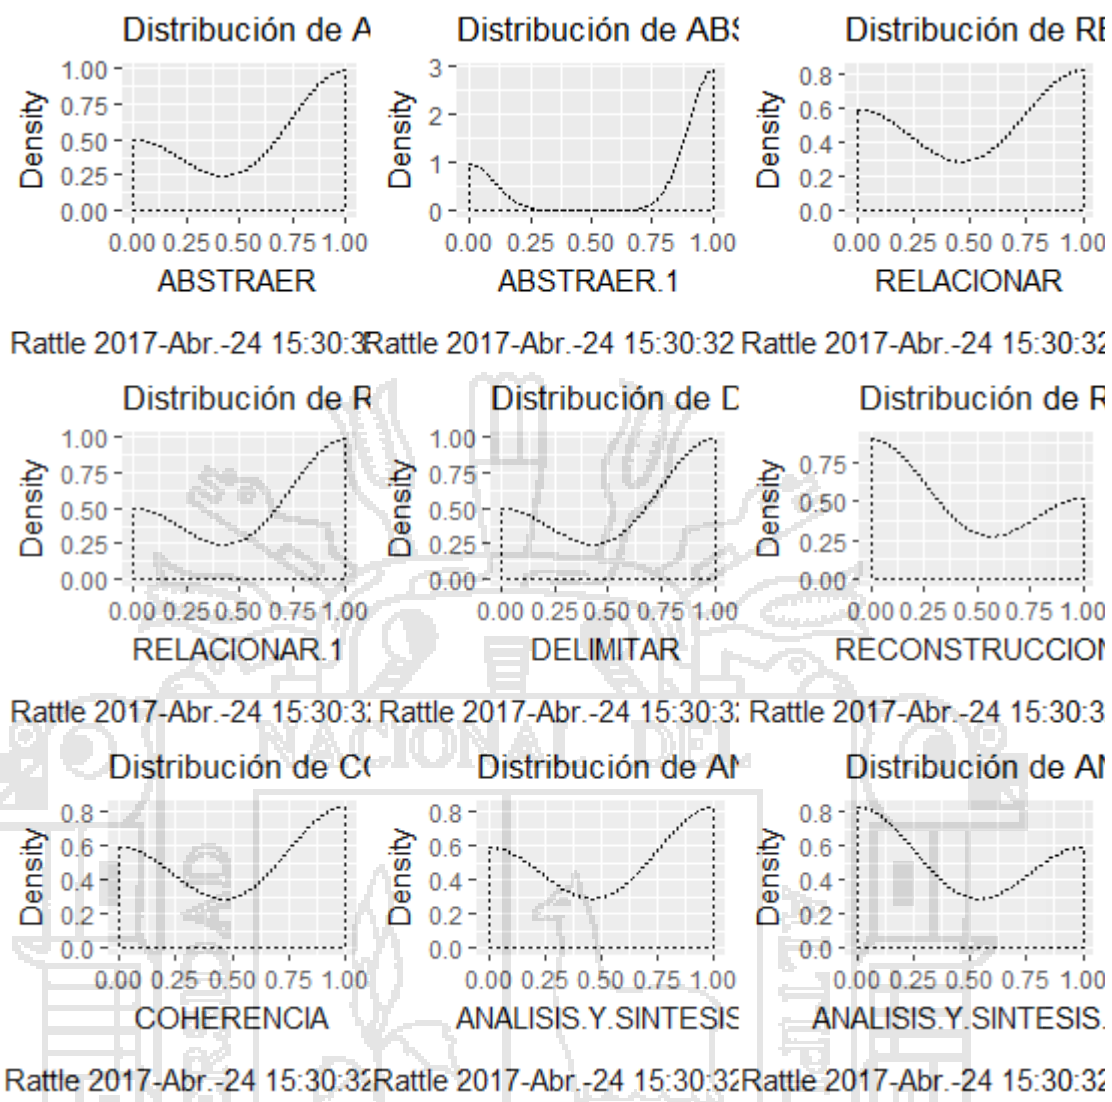 Distribución de A
Distribución de ABS
Distribución de RE
Density
1.00
0.75
0.50
0.25
0.00
0.00 0.25 0.50 0.75 1.00
ABSTRAER
Density
3
2
1
0
0.00 0.25 0.50 0.75 1.00
ABSTRAER.1
Density
0.8
0.6
0.4
0.2
0.0
0.00 0.25 0.50 0.75 1.00
RELACIONAR
Rattle 2017-Abr.-24 15:30:3
Rattle 2017-Abr.-24 15:30:32
Rattle 2017-Abr.-24 15:30:32
Distribución de R
Distribución de D
Distribución de R
Density
1.00
0.75
0.50
0.25
0.00
0.00 0.25 0.50 0.75 1.00
RELACIONAR.1
Density
1.00
0.75
0.50
0.25
0.00
0.00 0.25 0.50 0.75 1.00
DELIMITAR
Density
0.75
0.50
0.25
0.00
0.00 0.25 0.50 0.75 1.00
RECONSTRUCCION
Rattle 2017-Abr.-24 15:30:3
Rattle 2017-Abr.-24 15:30:3
Rattle 2017-Abr.-24 15:30:3
NACIONAL DEL
Distribución de CO
Distribución de AN
Distribución de AN
Density
0.8
0.6
0.4
0.2
0.0
0.00 0.25 0.50 0.75 1.00
COHERENCIA
Density
0.8
0.6
0.4
0.2
0.0
0.00 0.25 0.50 0.75 1.00
ANALISIS.Y.SINTESIS
Density
0.8
0.6
0.4
0.2
0.0
0.00 0.25 0.50 0.75 1.00
ANALISIS.Y.SINTESIS.
RSIDAD
ALTIP
Rattle 2017-Abr.-24 15:30:32
Rattle 2017-Abr.-24 15:30:32
Rattle 2017-Abr.-24 15:30:32